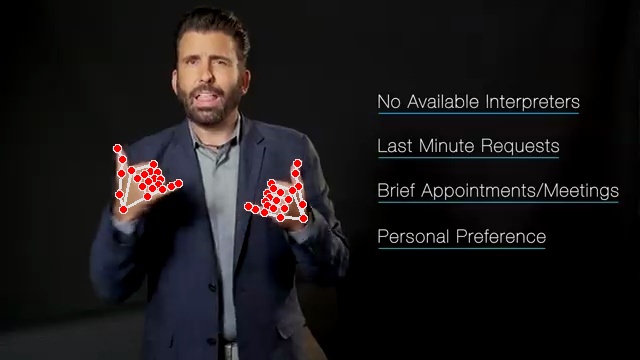 No Available Interpreters
Last Minute Requests
Brief Appointments/Meetings
Personal Preference